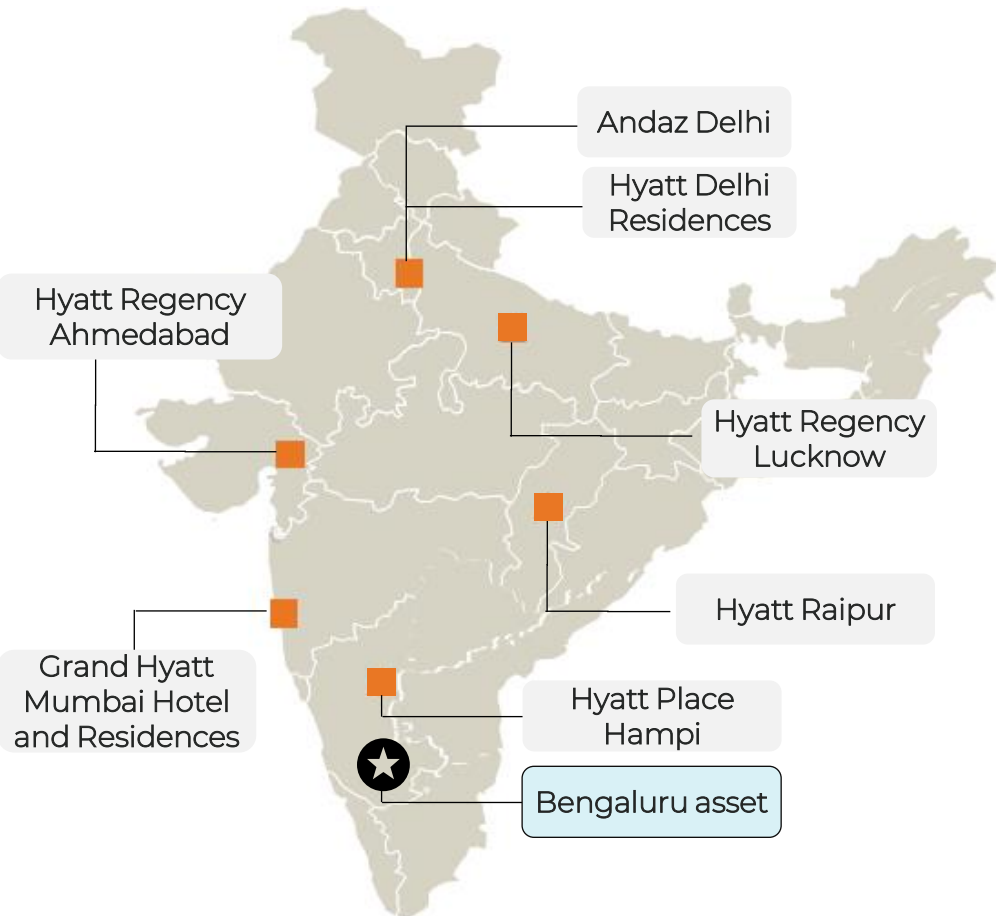 Andaz Delhi
Hyatt Delhi
Residences
Hyatt Regency
Ahmedabad
Hyatt Regency
Lucknow
Hyatt Raipur
Grand Hyatt
Mumbai Hotel
and Residences
Hyatt Place
Hampi
Bengaluru asset